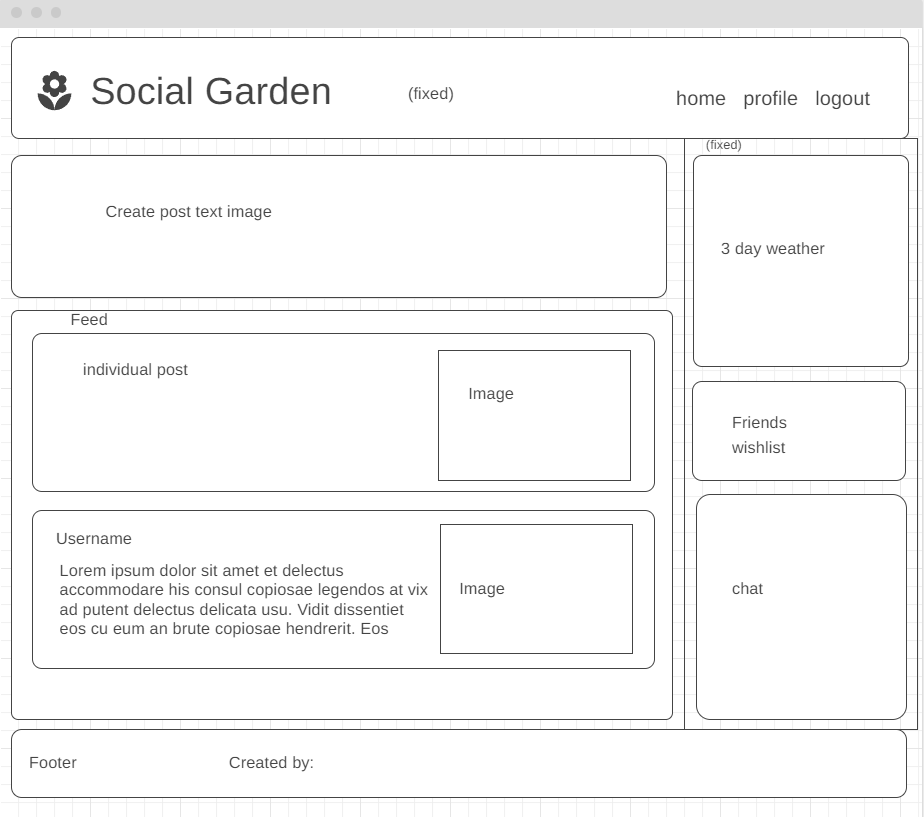 Social Garden
(fixed)
home profile logout
(fixed)
Create post text image
3 day weather
Feed
individual post
Image
Friends
wishlist
Username
Lorem ipsum dolor sit amet et delectus
accommodare his consul copiosae legendos at vix
ad putent delectus delicata usu. Vidit dissentiet
eos cu eum an brute copiosae hendrerit. Eos
Image
chat
Footer
Created by: